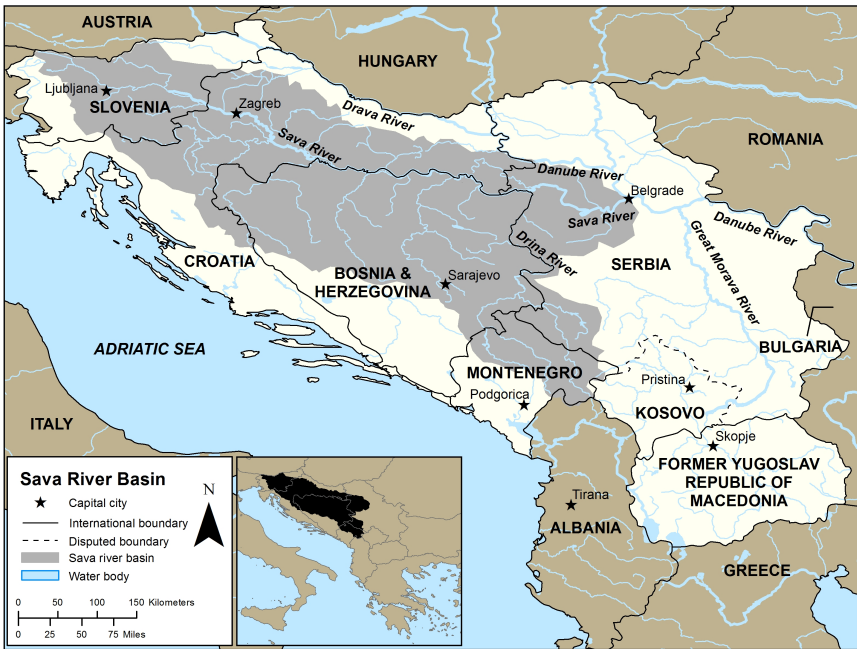 AUSTRIA
HUNGARY
Ljubljana
SLOVENIA
Zagreb
Drava River
Sava River
ROMANIA
Danube River
Belgrade
Sava River
Danube River
Drina River
Great Morava River
CROATIA
BOSNIA &
HERZEGOVINA
Sarajevo
SERBIA
ADRIATIC SEA
BULGARIA
MONTENEGRO
Podgorica
Pristina
KOSOVO
ITALY
Skopje
FORMER YUGOSLAV
REPUBLIC OF
MACEDONIA
Tirana
ALBANIA
GREECE
Sava River Basin
N
Capital city
International boundary
Disputed boundary
Sava river basin
Water body
0 50 100 150 Kilometers
0 25 50 75 Miles